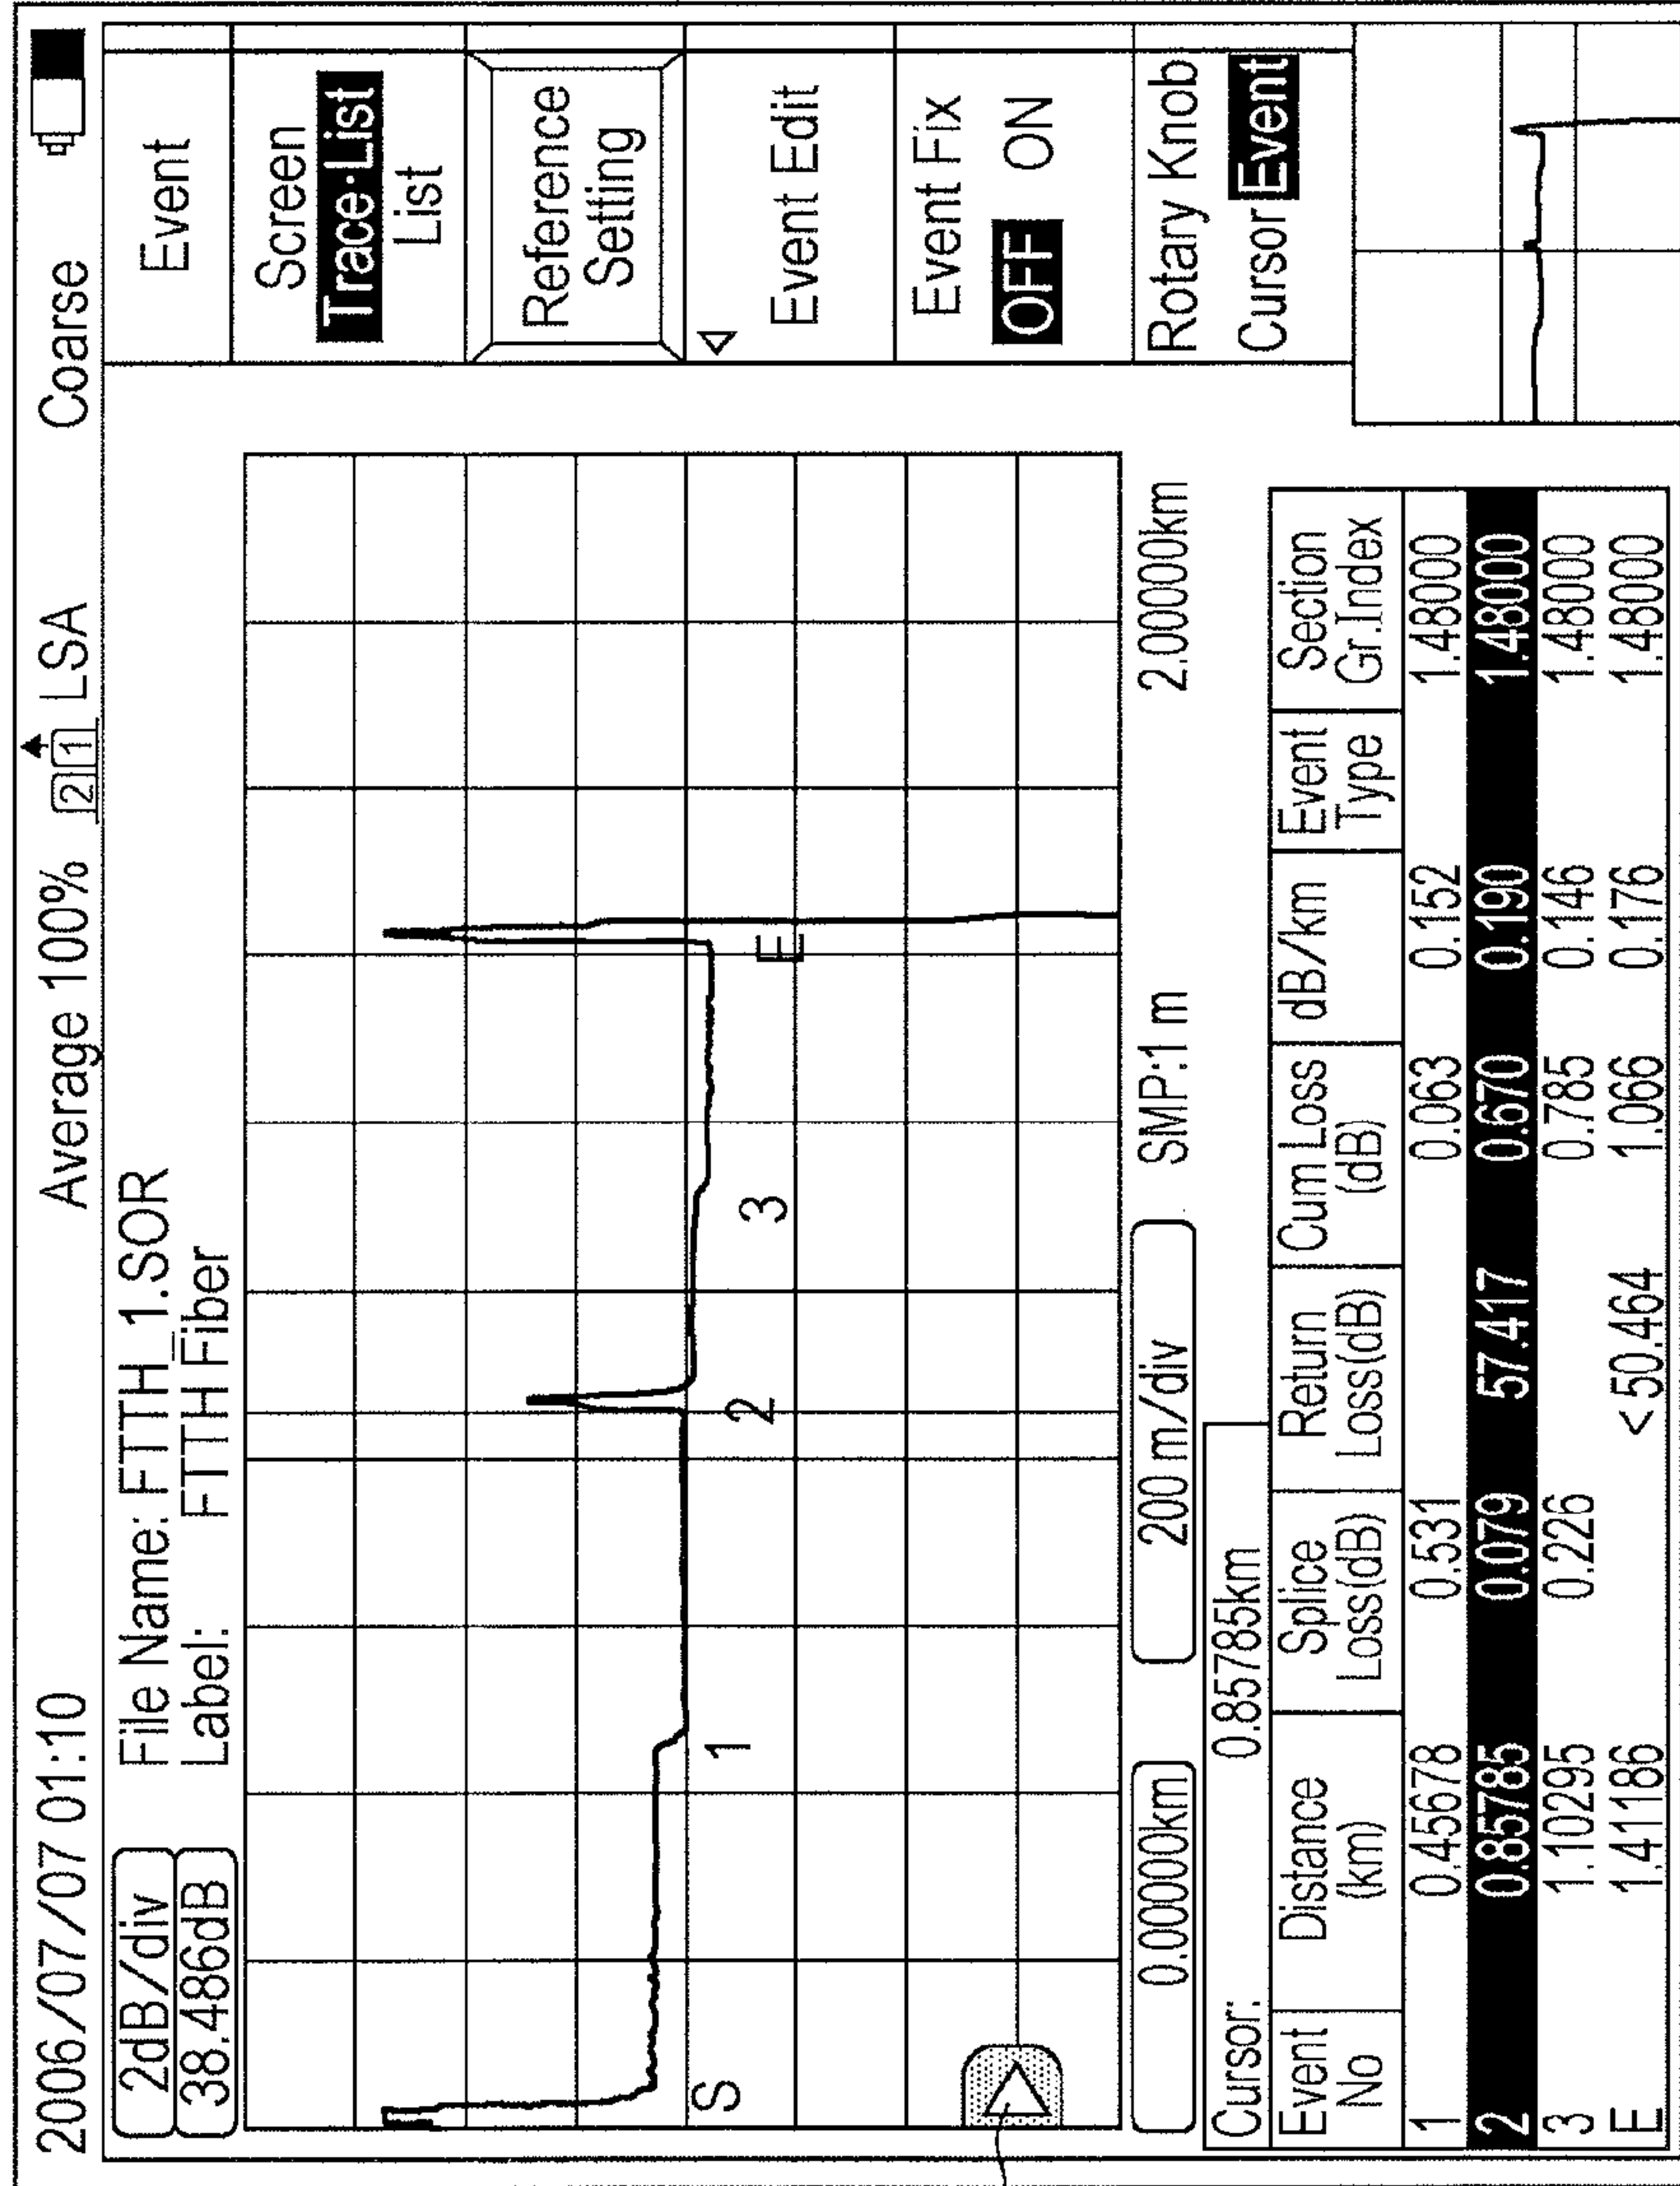 2006/07/07 01:10 Average 100% 2 1 LSA Coarse
2dB/div
38.486dB
File Name: FTTH_1.SOR
Label: FTTH Fiber
S
1
2
3
E
0.00000km 200 m/div SMP:1 m 2.00000km
Cursor: 0.85785km
Event No Distance (km) Splice Loss(dB) Return Loss(dB) Cum Loss (dB) dB/km Event Type Section Gr.Index
1 0.45678 0.531 0.063 0.152 1.48000
2 0.85785 0.079 57.417 0.670 0.190 1.48000
3 1.10295 0.226 0.785 0.146 1.48000
E 1.41186 <50.464 1.066 0.176 1.48000
Event
Screen
Trace·List
List
Reference
Setting
Event Edit
Event Fix
OFF ON
Rotary Knob
Cursor Event